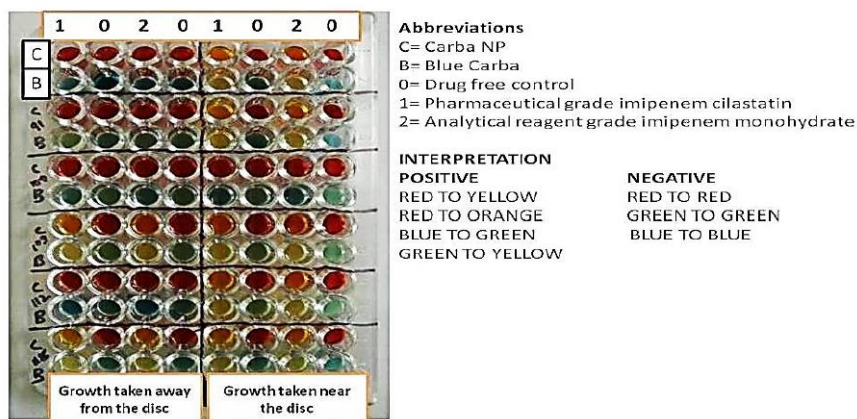 1 0 2 0 1 0 2 0
C
B
C
B
C
B
C
B
C
B
C
B
Growth taken away
from the disc
Growth taken near
the disc
Abbreviations
C= Carba NP
B= Blue Carba
0= Drug free control
1= Pharmaceutical grade imipenem cilastatin
2= Analytical reagent grade imipenem monohydrate
INTERPRETATION
POSITIVE NEGATIVE
RED TO YELLOW RED TO RED
RED TO ORANGE GREEN TO GREEN
BLUE TO GREEN BLUE TO BLUE
GREEN TO YELLOW